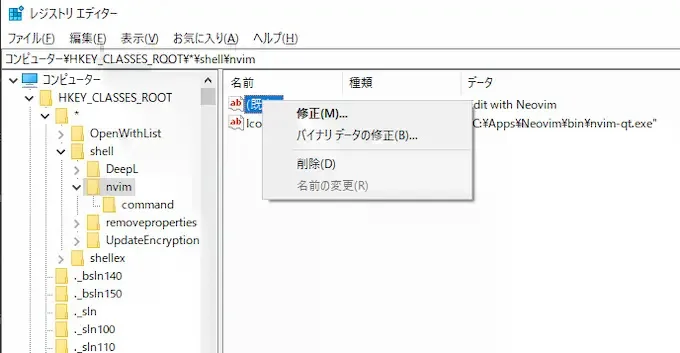 レジストリ エディター
ファイル(F) 編集(E) 表示(V) お気に入り(A) ヘルプ(H)
コンピューター¥HKEY_CLASSES_ROOT¥*¥shell¥nvim
コンピューター
HKEY_CLASSES_ROOT
*
OpenWithList
shell
DeepL
nvim
command
removeproperties
UpdateEncryption
shellex
._bsln140
._bsln150
._sln
._sln100
._sln110
名前 種類 データ
(既 dit with Neovim
Ico C:¥Apps¥Neovim¥bin¥nvim-qt.exe"
修正(M)...
バイナリ データの修正(B)...
削除(D)
名前の変更(R)